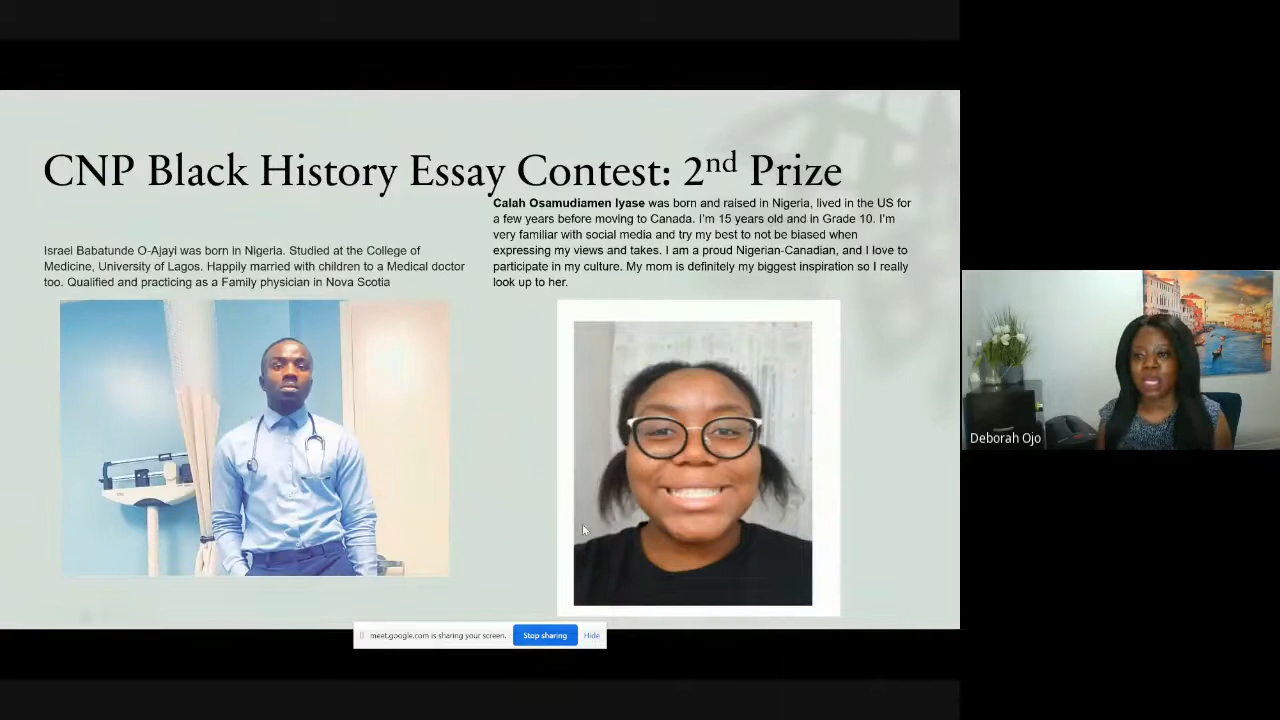 CNP Black History Essay Contest: 2nd Prize
Israel Babatunde O-Ajayi was born in Nigeria. Studied at the College of
Medicine, University of Lagos. Happily married with children to a Medical doctor
too. Qualified and practicing as a Family physician in Nova Scotia
Calah Osamudiamen Iyase was born and raised in Nigeria, lived in the US for
a few years before moving to Canada. I'm 15 years old and in Grade 10. I'm
very familiar with social media and try my best to not be biased when
expressing my views and takes. I am a proud Nigerian-Canadian, and I love to
participate in my culture. My mom is definitely my biggest inspiration so I really
look up to her.
Deborah Ojo
meet.google.com is sharing your screen.
Stop sharing
Hide